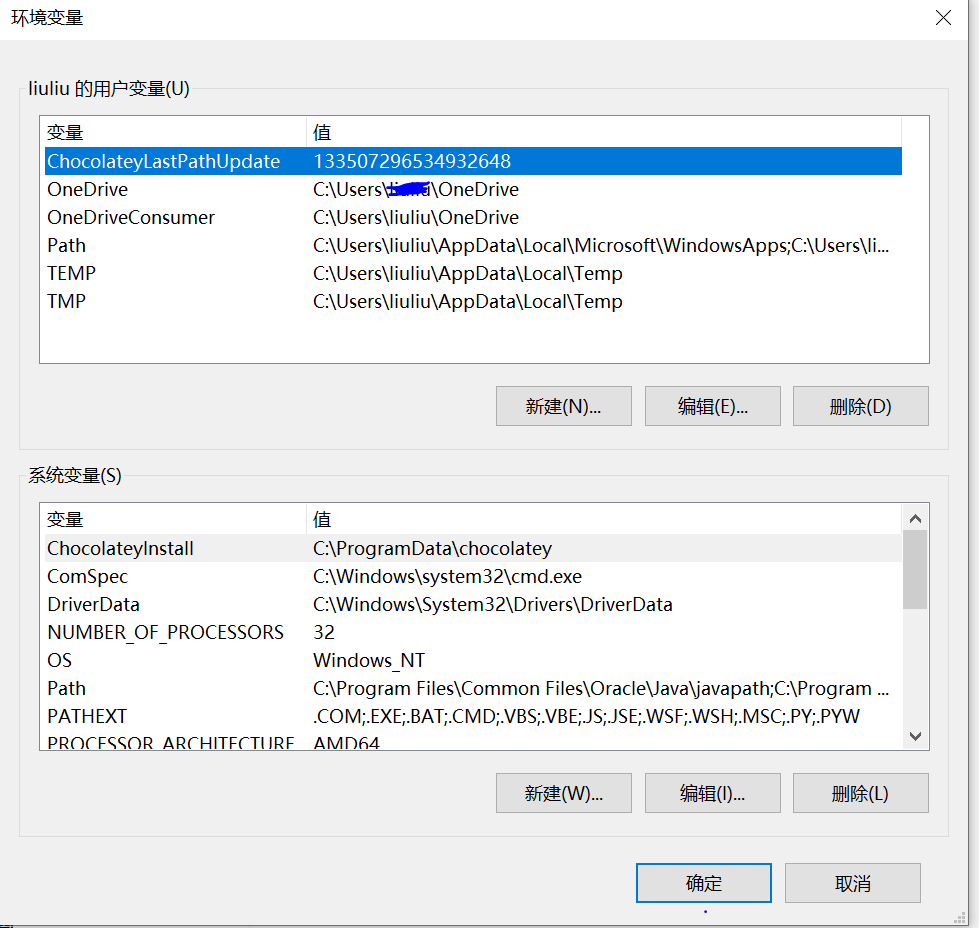 环境变量
liuliu 的用户变量(U)
变量 值
ChocolateyLastPathUpdate 133507296534932648
OneDrive C:\Users\\OneDrive
OneDriveConsumer C:\Users\liuliu\OneDrive
Path C:\Users\liuliu\AppData\Local\Microsoft\WindowsApps;C:\Users\li...
TEMP C:\Users\liuliu\AppData\Local\Temp
TMP C:\Users\liuliu\AppData\Local\Temp
新建(N)... 编辑(E)... 删除(D)
系统变量(S)
变量 值
ChocolateyInstall C:\ProgramData\chocolatey
ComSpec C:\Windows\system32\cmd.exe
DriverData C:\Windows\System32\Drivers\DriverData
NUMBER_OF_PROCESSORS 32
OS Windows_NT
Path C:\Program Files\Common Files\Oracle\Java\javapath;C:\Program ...
PATHEXT .COM;.EXE;.BAT;.CMD;.VBS;.VBE;.JS;.JSE;.WSF;.WSH;.MSC;.PY;.PYW
PROCESSOR_ARCHITECTURE AMD64
新建(W)... 编辑(I)... 删除(L)
确定 取消